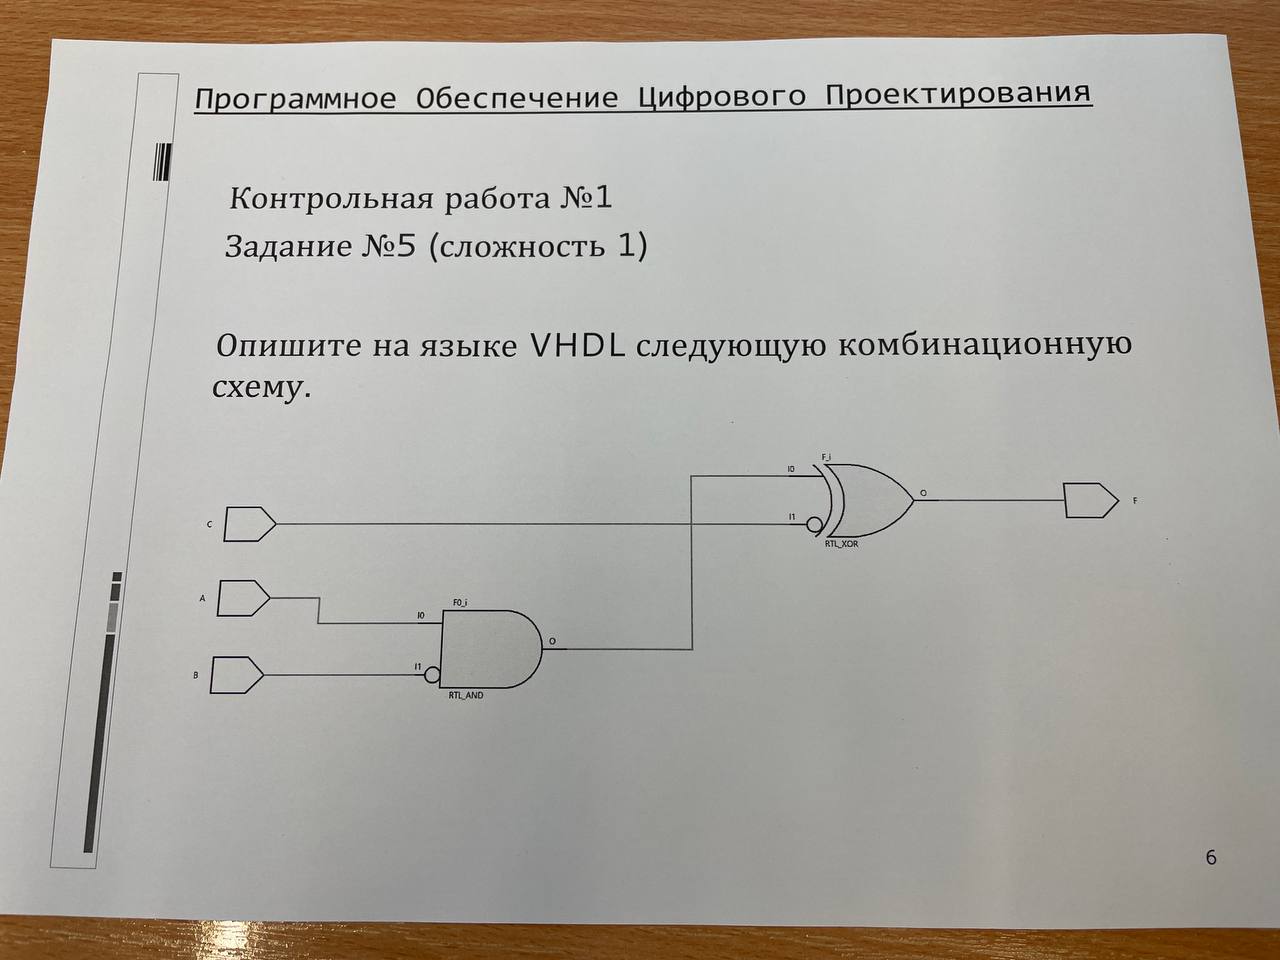 Программное Обеспечение Цифрового Проектирования
Контрольная работа №1
Задание №5 (сложность 1)
Опишите на языке VHDL следующую комбинационную
схему.
F_i
I0
O
F
I1
C
RTL_XOR
A
F0_i
I0
O
B
I1
RTL_AND
6